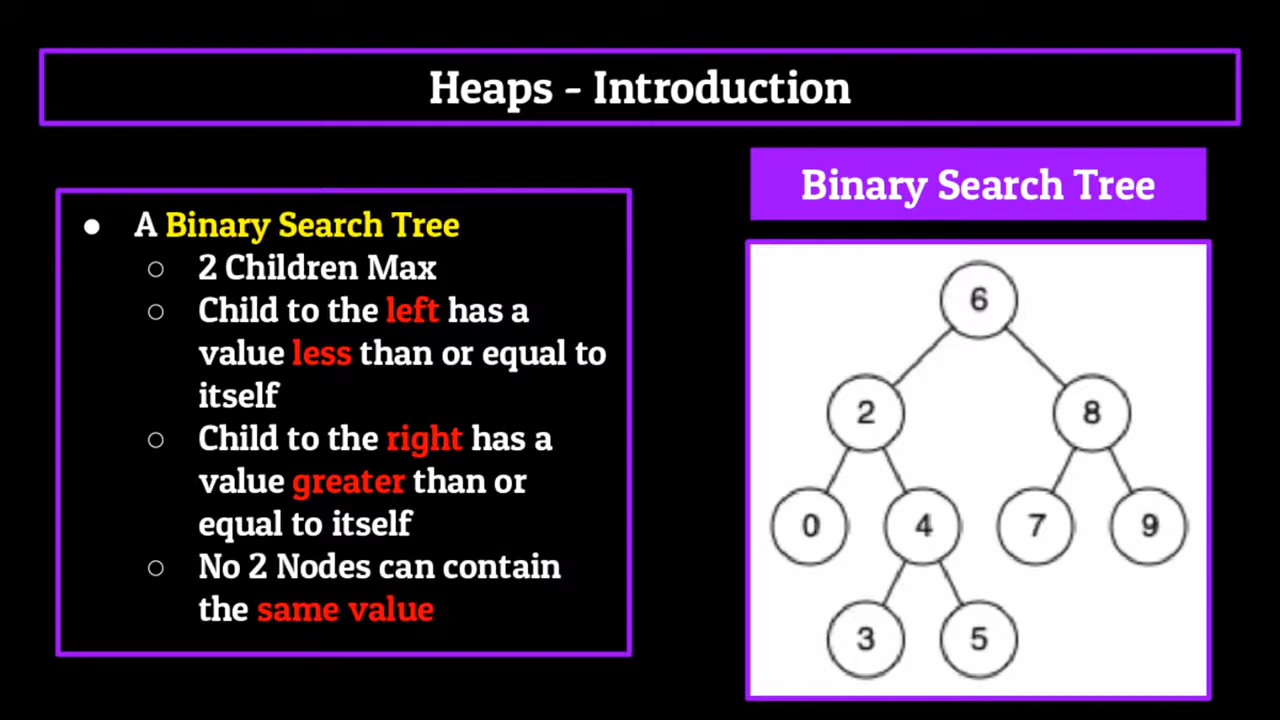 Heaps - Introduction
Binary Search Tree
● A Binary Search Tree
○ 2 Children Max
○ Child to the left has a
value less than or equal to
itself
○ Child to the right has a
value greater than or
equal to itself
○ No 2 Nodes can contain
the same value
6
2 8
0 4 7 9
3 5